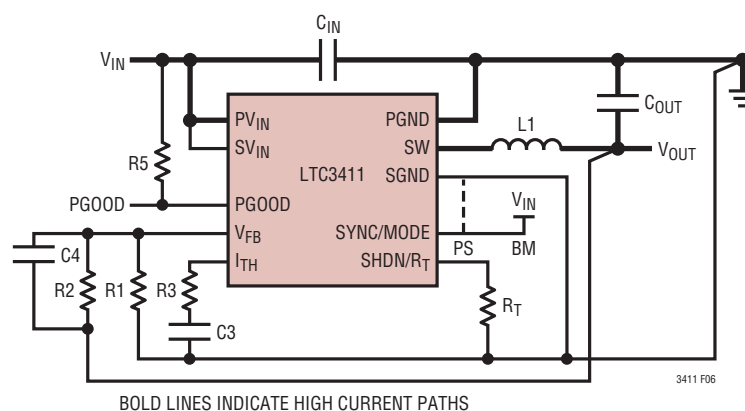 C_IN
V_IN
PV_IN
PGND
C_OUT
L1
SV_IN
SW
V_OUT
R5
LTC3411
SGND
V_IN
PGOOD
PGOOD
C4
V_FB
SYNC/MODE
PS
BM
I_TH
SHDN/R_T
R2
R1
R3
R_T
C3
3411 F06
BOLD LINES INDICATE HIGH CURRENT PATHS